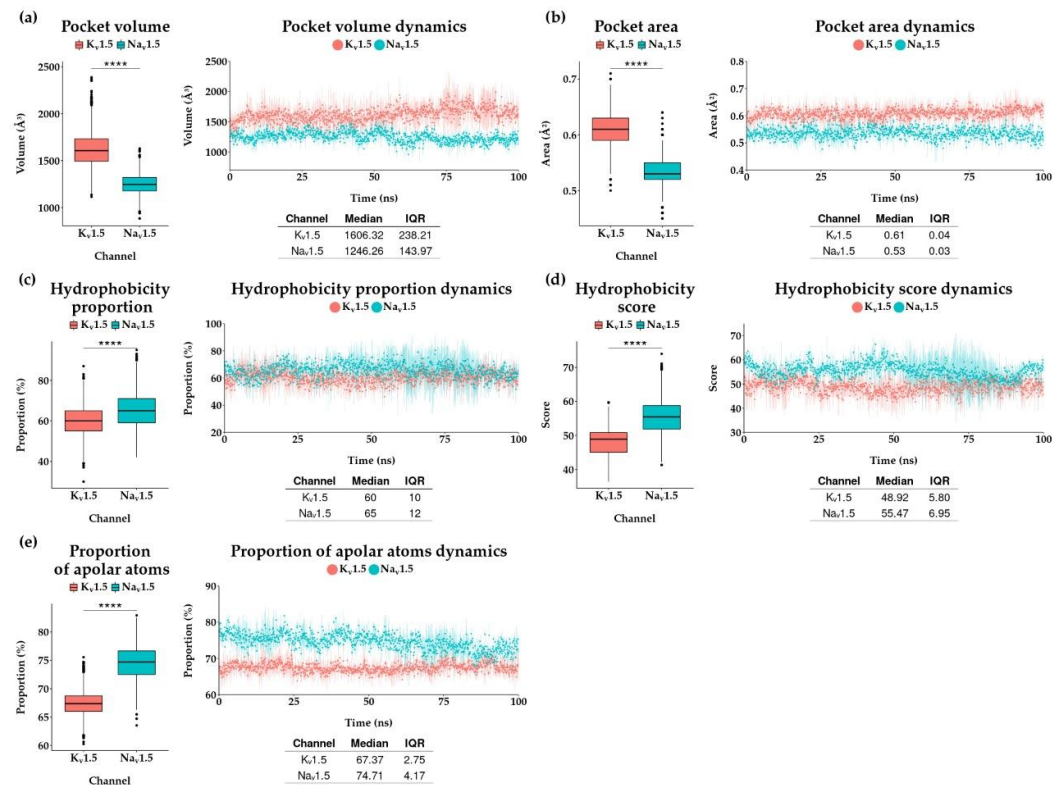 (a)
Pocket volume
Kᵥ1.5 Naᵥ1.5
****
2500
2000
1500
1000
Volume (Å³)
Kᵥ1.5 Naᵥ1.5
Channel
Pocket volume dynamics
Kᵥ1.5 Naᵥ1.5
2500
2000
1500
1000
Volume (Å³)
0 25 50 75 100
Time (ns)
Channel Median IQR
Kᵥ1.5 1606.32 238.21
Naᵥ1.5 1246.26 143.97
(b)
Pocket area
Kᵥ1.5 Naᵥ1.5
****
0.7
0.6
0.5
Area (Å²)
Kᵥ1.5 Naᵥ1.5
Channel
Pocket area dynamics
Kᵥ1.5 Naᵥ1.5
0.8
0.7
0.6
0.5
0.4
Area (Å²)
0 25 50 75 100
Time (ns)
Channel Median IQR
Kᵥ1.5 0.61 0.04
Naᵥ1.5 0.53 0.03
(c)
Hydrophobicity
proportion
Kᵥ1.5 Naᵥ1.5
****
80
60
40
Proportion (%)
Kᵥ1.5 Naᵥ1.5
Channel
Hydrophobicity proportion dynamics
Kᵥ1.5 Naᵥ1.5
100
80
60
40
20
Proportion (%)
0 25 50 75 100
Time (ns)
Channel Median IQR
Kᵥ1.5 60 10
Naᵥ1.5 65 12
(d)
Hydrophobicity
score
Kᵥ1.5 Naᵥ1.5
****
70
60
50
40
Score
Kᵥ1.5 Naᵥ1.5
Channel
Hydrophobicity score dynamics
Kᵥ1.5 Naᵥ1.5
70
60
50
40
30
Score
0 25 50 75 100
Time (ns)
Channel Median IQR
Kᵥ1.5 48.92 5.80
Naᵥ1.5 55.47 6.95
(e)
Proportion
of apolar atoms
Kᵥ1.5 Naᵥ1.5
****
80
75
70
65
60
Proportion (%)
Kᵥ1.5 Naᵥ1.5
Channel
Proportion of apolar atoms dynamics
Kᵥ1.5 Naᵥ1.5
90
80
70
60
Proportion (%)
0 25 50 75 100
Time (ns)
Channel Median IQR
Kᵥ1.5 67.37 2.75
Naᵥ1.5 74.71 4.17